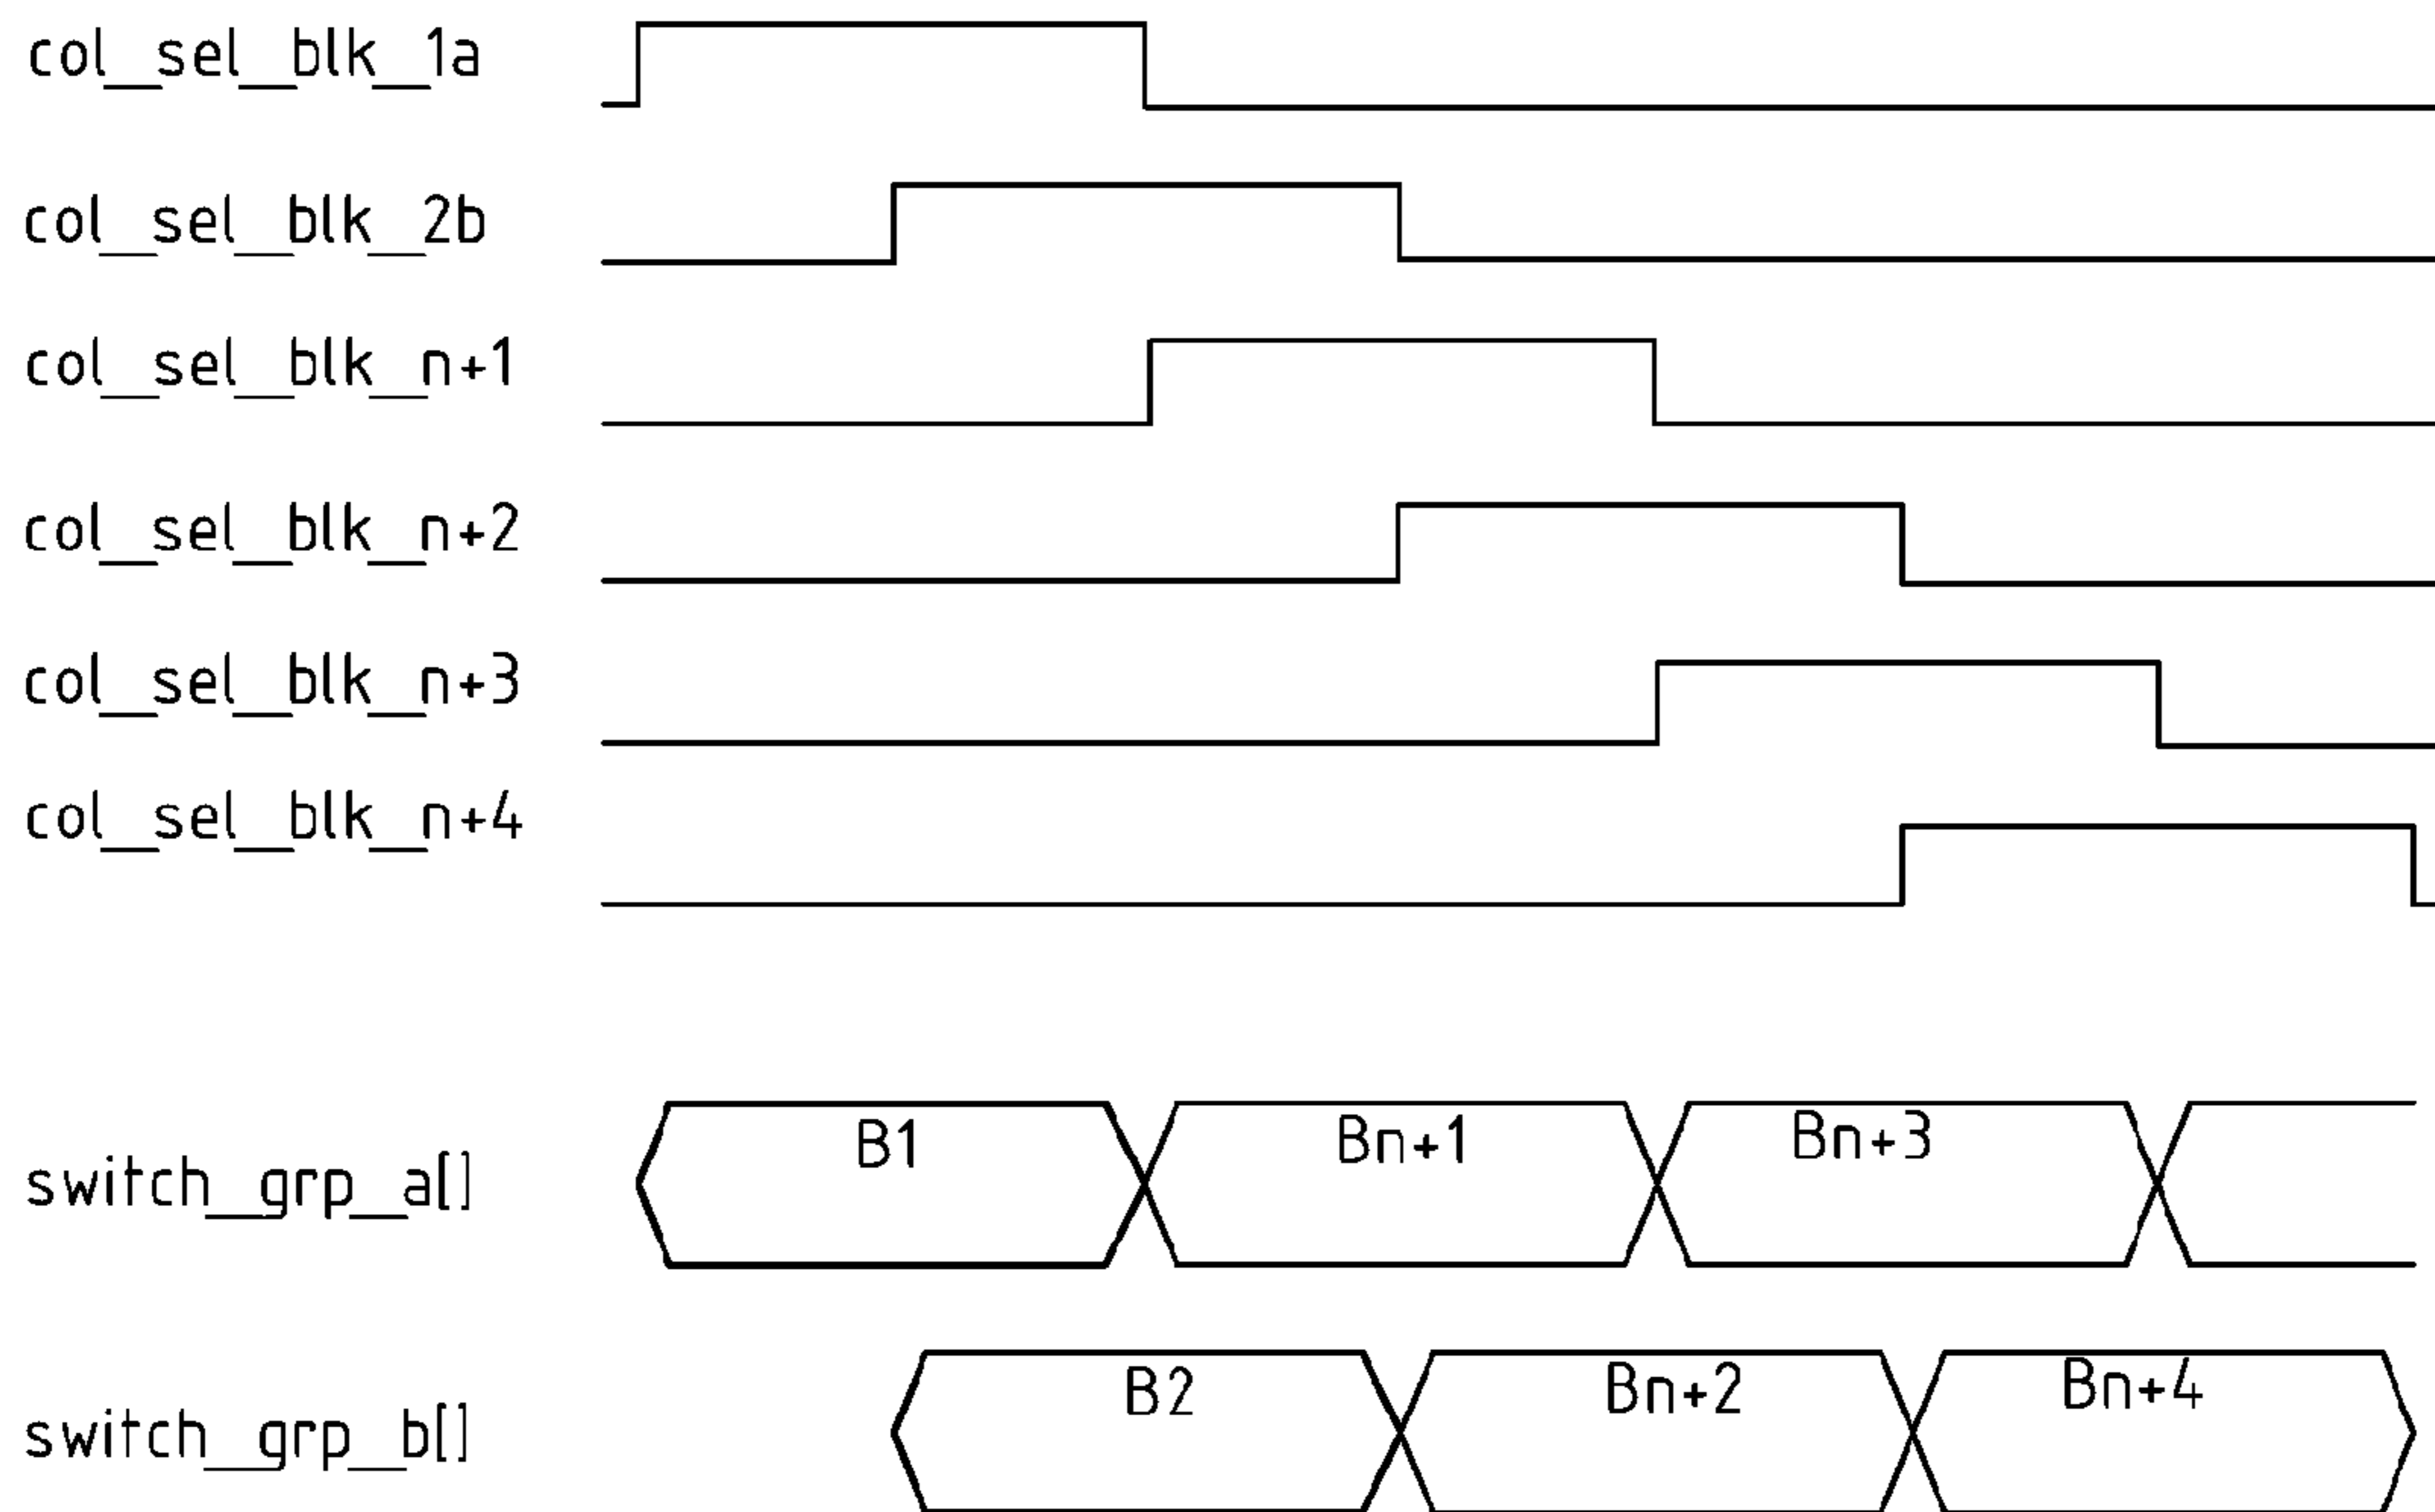 col_sel_blk_1a
col_sel_blk_2b
col_sel_blk_n+1
col_sel_blk_n+2
col_sel_blk_n+3
col_sel_blk_n+4
switch_grp_a[]
B1 Bn+1 Bn+3
switch_grp_b[]
B2 Bn+2 Bn+4